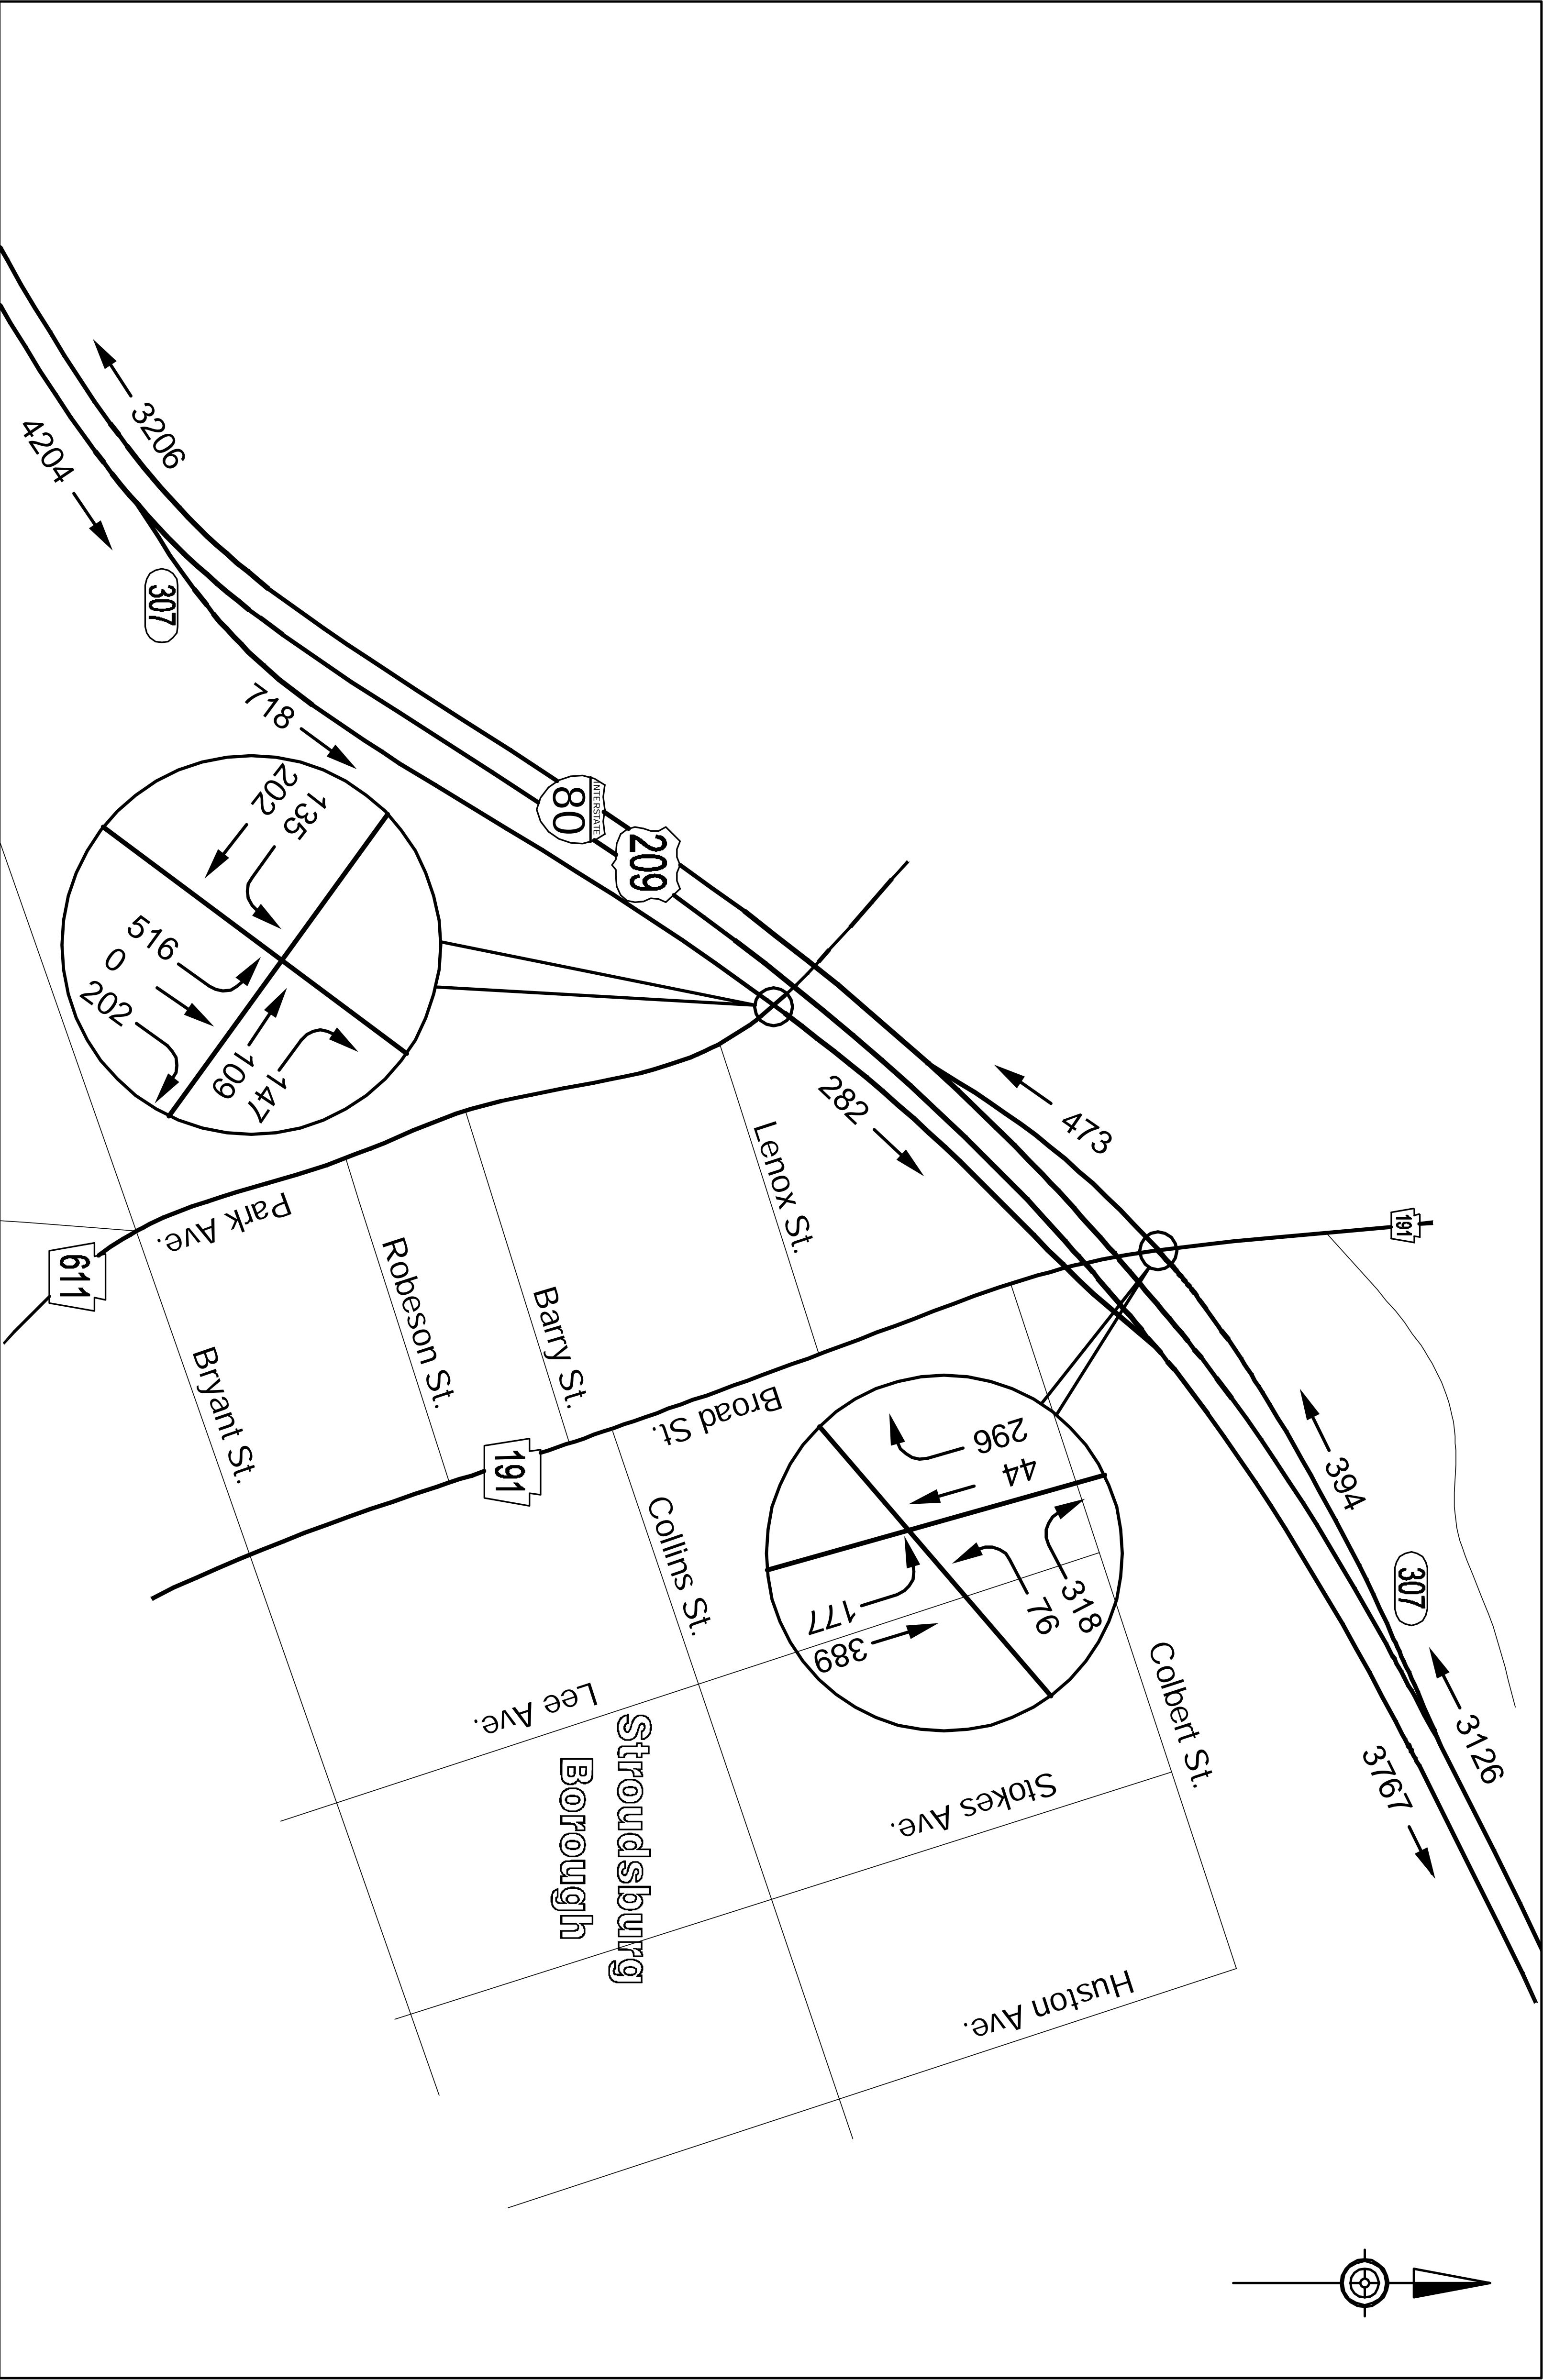 3206
4204
307
718
INTERSTATE
80
209
135
202
516
0
202
109
147
282
473
191
Lenox St.
Park Ave.
611
Robeson St.
Barry St.
Bryant St.
Broad St.
191
Collins St.
296
44
76
318
177
389
394
307
3126
3767
Colbert St.
Lee Ave.
Stroudsburg
Borough
Stokes Ave.
Huston Ave.